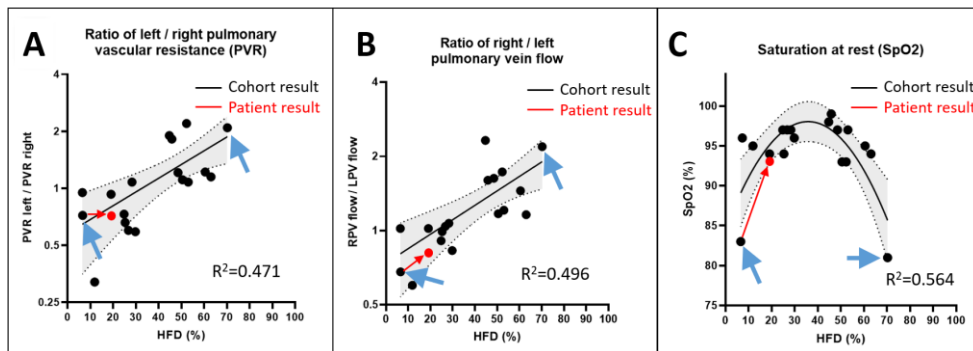 A
Ratio of left / right pulmonary
vascular resistance (PVR)
Cohort result
Patient result
PVR left / PVR right
4
2
1
0.5
0.25
R²=0.471
0 10 20 30 40 50 60 70 80 90 100
HFD (%)
B
Ratio of right / left
pulmonary vein flow
Cohort result
Patient result
RPV flow / LPV flow
4
2
1
0.5
R²=0.496
0 10 20 30 40 50 60 70 80 90 100
HFD (%)
C
Saturation at rest (SpO2)
Cohort result
Patient result
SpO2 (%)
100
95
90
85
80
75
R²=0.564
0 10 20 30 40 50 60 70 80 90 100
HFD (%)